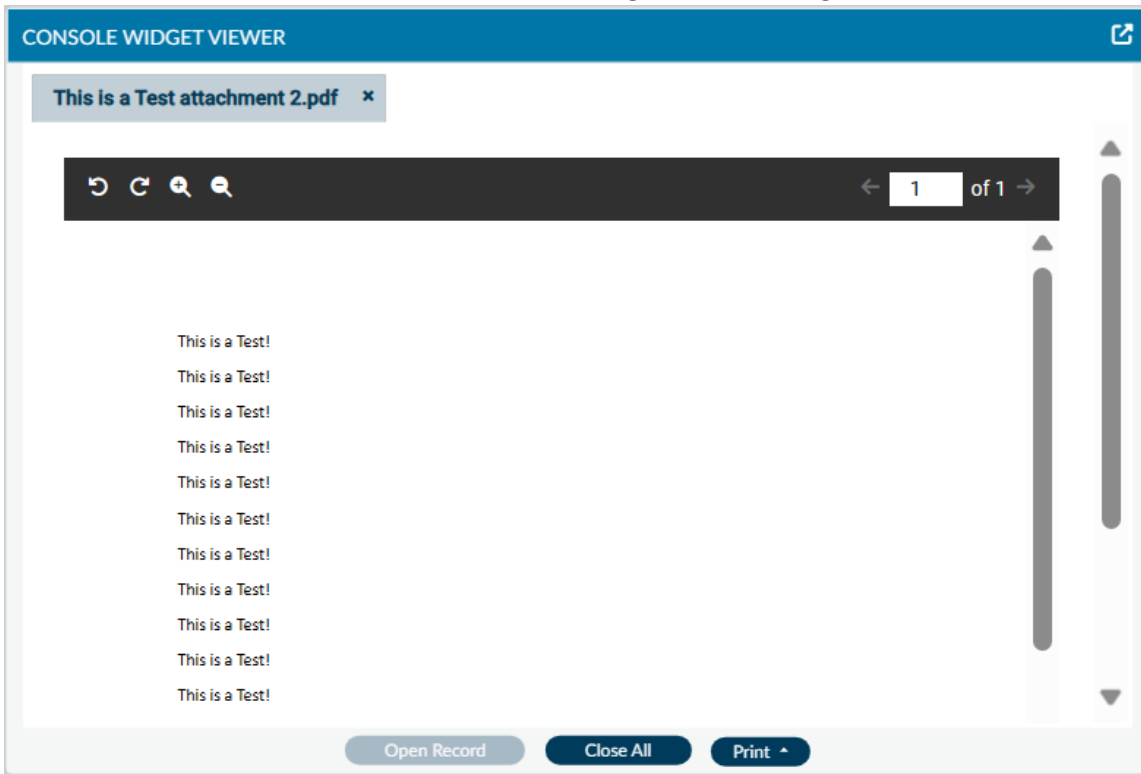 CONSOLE WIDGET VIEWER
This is a Test attachment 2.pdf ×
1 of 1
This is a Test!
This is a Test!
This is a Test!
This is a Test!
This is a Test!
This is a Test!
This is a Test!
This is a Test!
This is a Test!
This is a Test!
This is a Test!
Open Record Close All Print